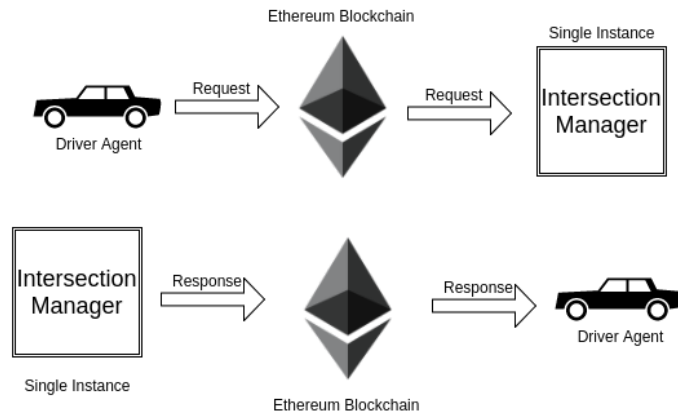 Ethereum Blockchain
Single Instance
Request
Request
Intersection
Manager
Driver Agent
Intersection
Manager
Response
Response
Driver Agent
Single Instance
Ethereum Blockchain